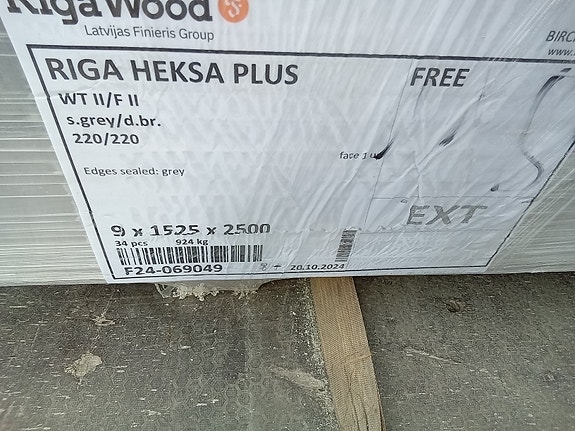 RigaWood
Latvijas Finieris Group
BIRC
www.
RIGA HEKSA PLUS
FREE
WT II/F II
s.grey/d.br.
220/220
face 1 u
Edges sealed: grey
9 x 1525 x 2500
EXT
34 pcs 924 kg
F24-069049
20.10.2024